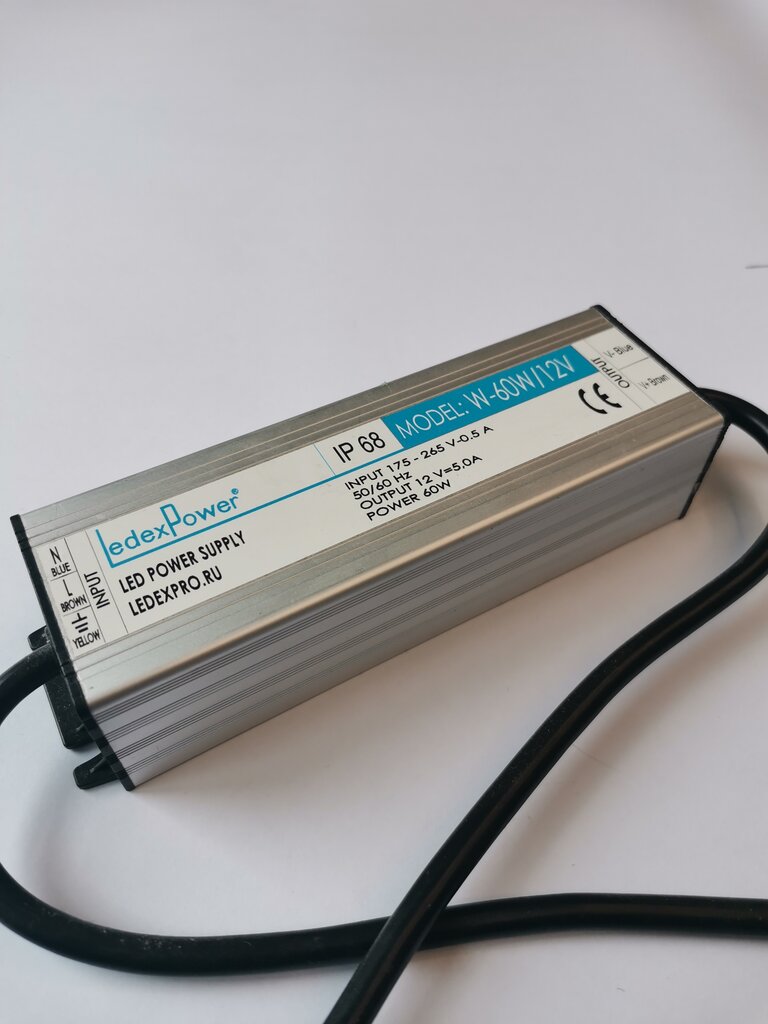 N
BLUE
L
BROWN
YELLOW
INPUT
LedexPower®
LED POWER SUPPLY
LEDEXPRO.RU
IP 68
MODEL: W-60W/12V
INPUT 175 - 265 V-0.5 A
50/60 Hz
OUTPUT 12 V=5.0A
POWER 60W
CE
OUTPUT
V- Blue
V+ Brown